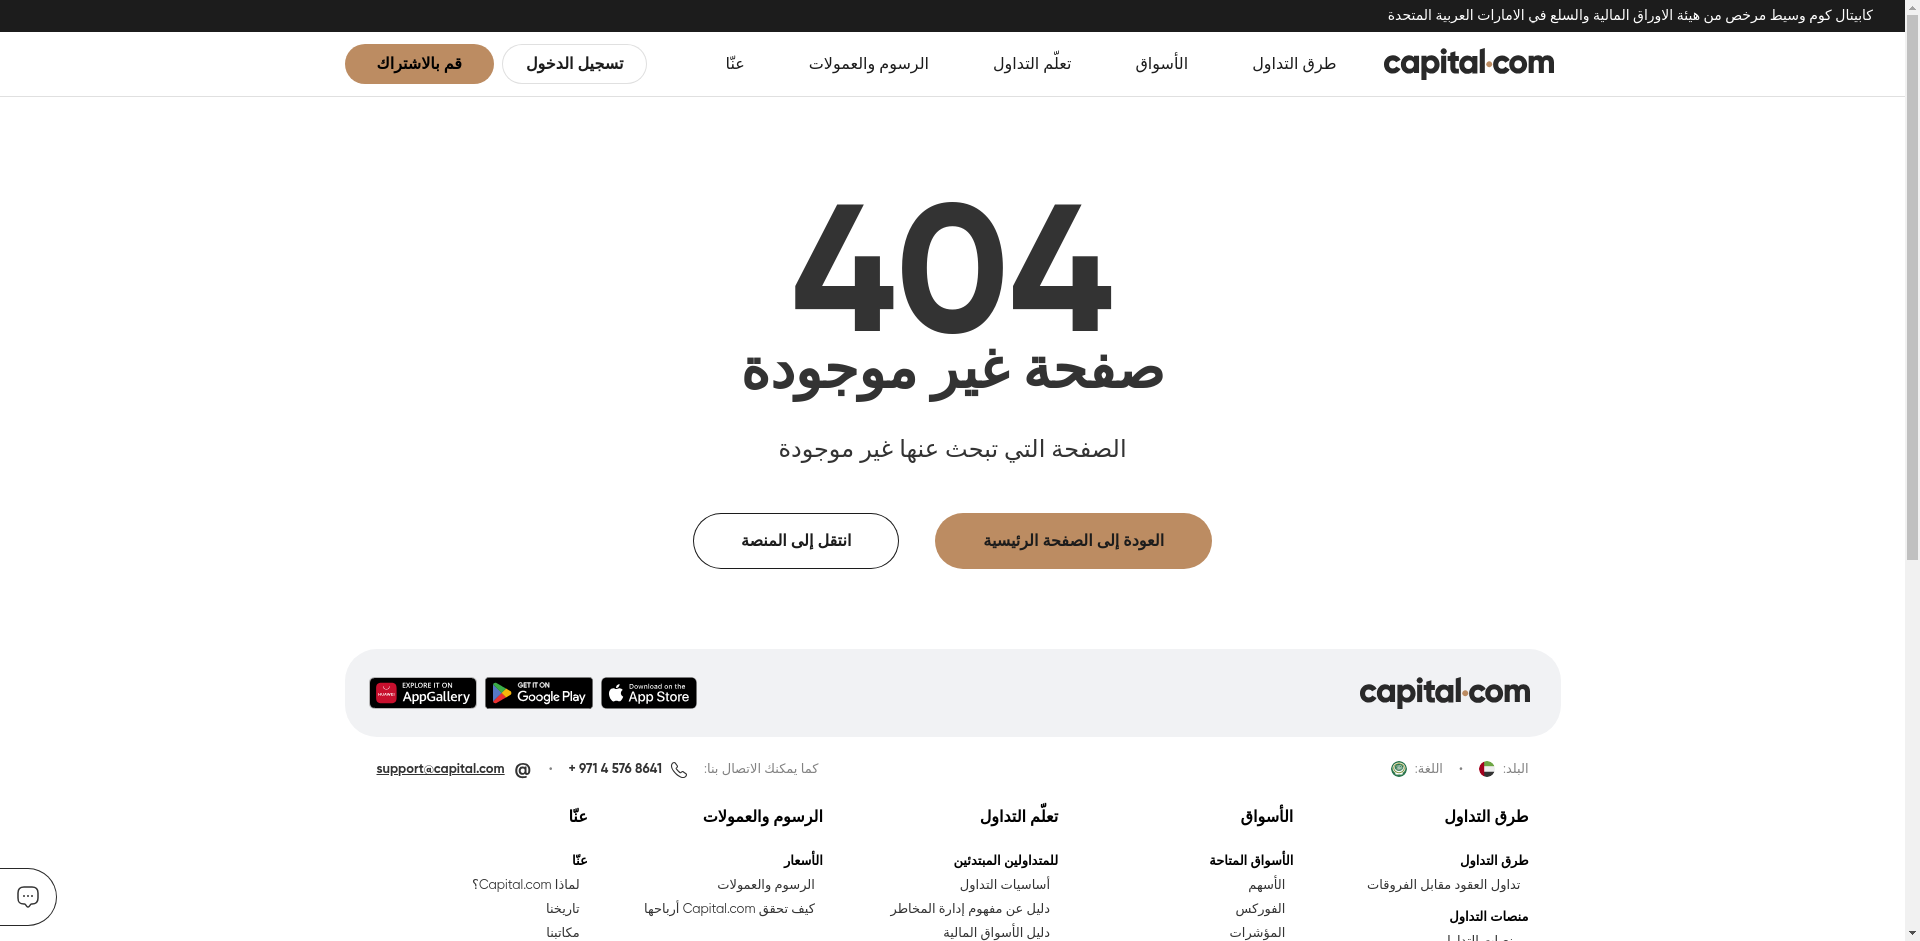 كابيتال كوم وسيط مرخص من هيئة الاوراق المالية والسلع في الامارات العربية المتحدة
capital.com
طرق التداول
الأسواق
تعلّم التداول
الرسوم والعمولات
عنّا
تسجيل الدخول
قم بالاشتراك
404
صفحة غير موجودة
الصفحة التي تبحث عنها غير موجودة
العودة إلى الصفحة الرئيسية
انتقل إلى المنصة
capital.com
Download on the
App Store
GET IT ON
Google Play
EXPLORE IT ON
AppGallery
HUAWEI
البلد:
•
اللغة:
كما يمكنك الاتصال بنا:
+ 971 4 576 8641
•
@
support@capital.com
طرق التداول
طرق التداول
تداول العقود مقابل الفروقات
منصات التداول
الأسواق
الأسواق المتاحة
الأسهم
الفوركس
المؤشرات
تعلّم التداول
للمتداولين المبتدئين
أساسيات التداول
دليل عن مفهوم إدارة المخاطر
دليل الأسواق المالية
الرسوم والعمولات
الأسعار
الرسوم والعمولات
كيف تحقق Capital.com أرباحها
عنّا
عنّا
لماذا Capital.com؟
تاريخنا
مكاتبنا